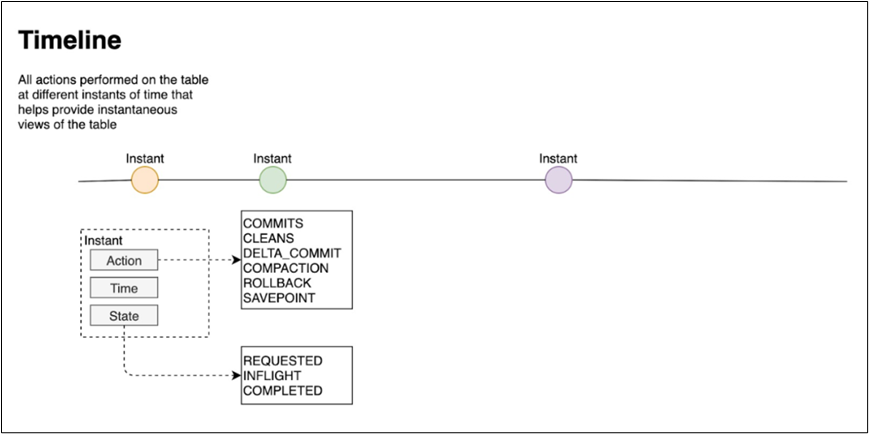 Timeline
All actions performed on the table
at different instants of time that
helps provide instantaneous
views of the table
Instant
Instant
Instant
Instant
Action
Time
State
COMMITS
CLEANS
DELTA_COMMIT
COMPACTION
ROLLBACK
SAVEPOINT
REQUESTED
INFLIGHT
COMPLETED